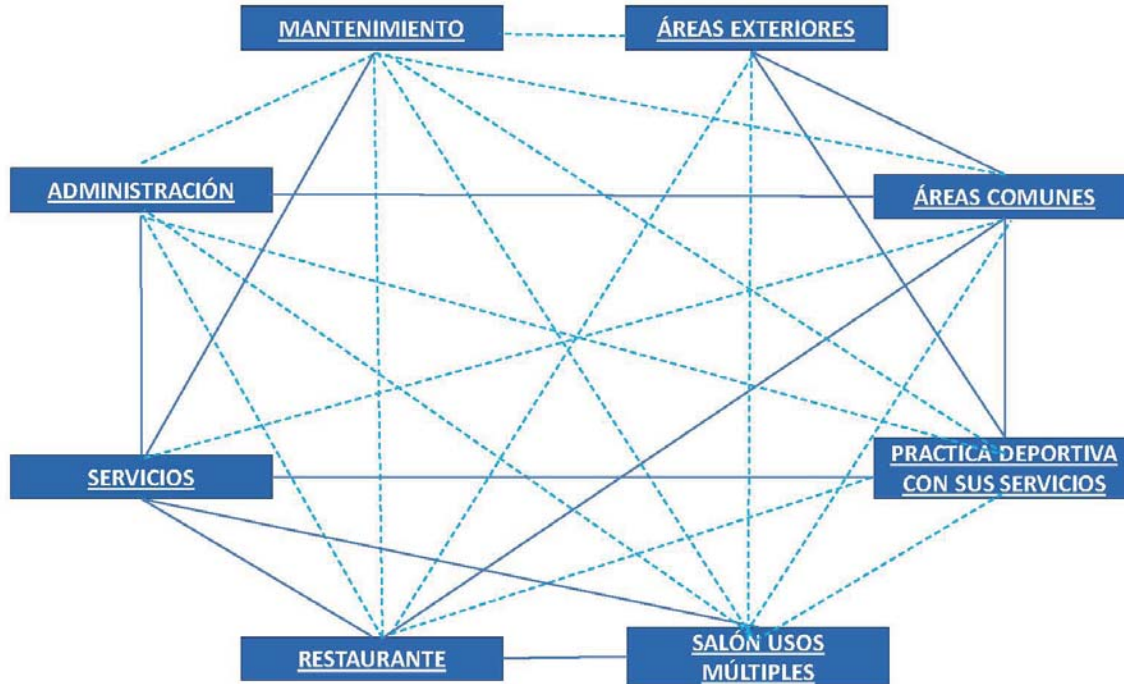 MANTENIMIENTO
ÁREAS EXTERIORES
ADMINISTRACIÓN
ÁREAS COMUNES
SERVICIOS
PRACTICA DEPORTIVA
CON SUS SERVICIOS
RESTAURANTE
SALÓN USOS
MÚLTIPLES